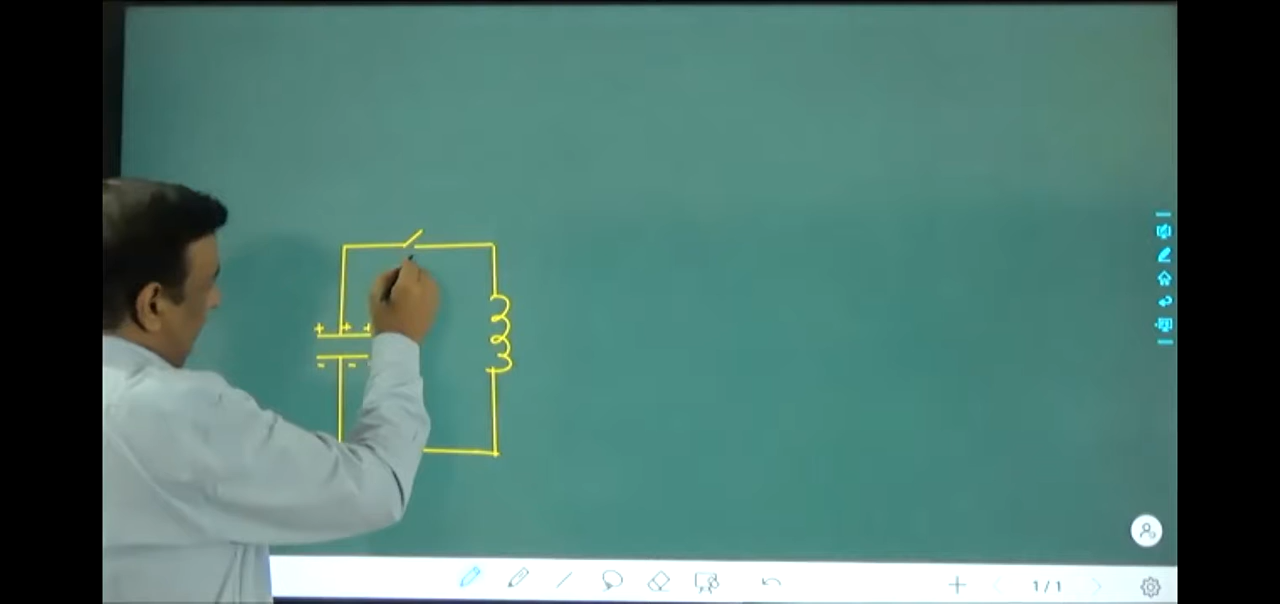 + + +
- -
1/1